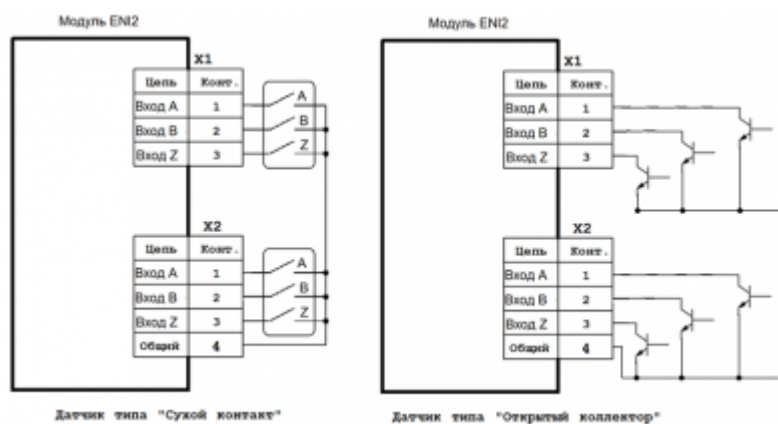 Модуль ENI2
X1
Цепь Конт.
Вход A 1
Вход B 2
Вход Z 3
A
B
Z
X2
Цепь Конт.
Вход A 1
Вход B 2
Вход Z 3
Общий 4
A
B
Z
Датчик типа "Сухой контакт"
Модуль ENI2
X1
Цепь Конт.
Вход A 1
Вход B 2
Вход Z 3
X2
Цепь Конт.
Вход A 1
Вход B 2
Вход Z 3
Общий 4
Датчик типа "Открытый коллектор"